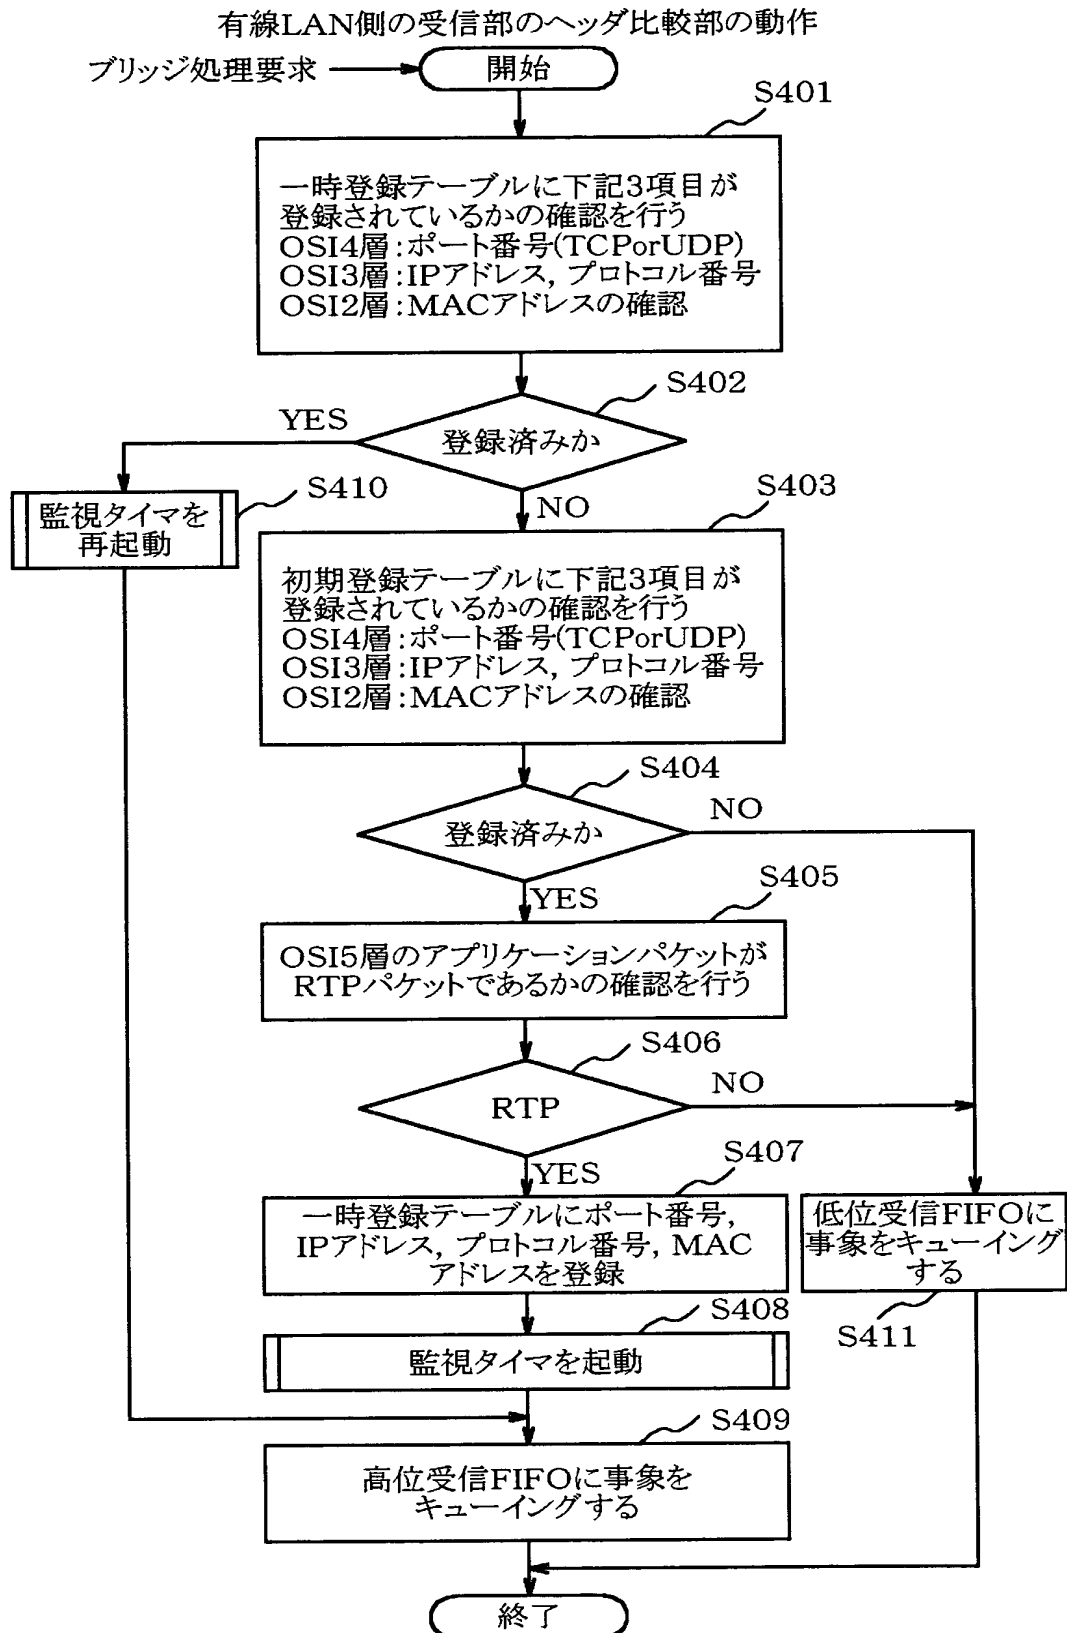 有線LAN側の受信部のヘッダ比較部の動作
ブリッジ処理要求
開始
S401
一時登録テーブルに下記3項目が
登録されているかの確認を行う
OSI4層:ポート番号(TCPorUDP)
OSI3層:IPアドレス, プロトコル番号
OSI2層:MACアドレスの確認
S402
YES
登録済みか
S410
監視タイマを
再起動
NO
S403
初期登録テーブルに下記3項目が
登録されているかの確認を行う
OSI4層:ポート番号(TCPorUDP)
OSI3層:IPアドレス, プロトコル番号
OSI2層:MACアドレスの確認
S404
NO
登録済みか
YES
S405
OSI5層のアプリケーションパケットが
RTPパケットであるかの確認を行う
S406
NO
RTP
YES
S407
一時登録テーブルにポート番号,
IPアドレス, プロトコル番号, MAC
アドレスを登録
低位受信FIFOに
事象をキューイング
する
S411
S408
監視タイマを起動
S409
高位受信FIFOに事象を
キューイングする
終了